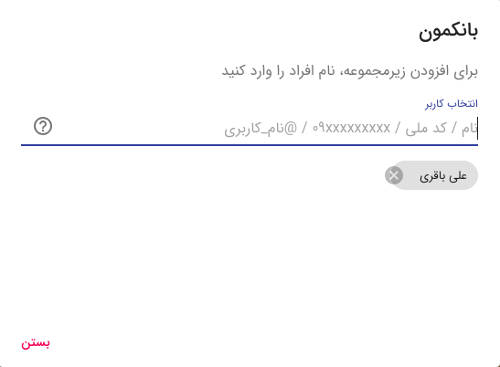 بانکمون
برای افزودن زیرمجموعه، نام افراد را وارد کنید
انتخاب کاربر
نام / کد ملی / ۰۹xxxxxxxxx / @نام_کاربری
علی باقری
بستن